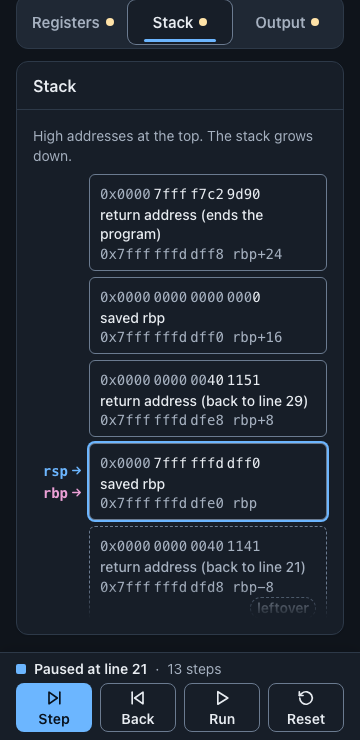 Registers Stack Output
Stack
High addresses at the top. The stack grows
down.
0x0000 7fff f7c2 9d90
return address (ends the
program)
0x7fff fffd dff8 rbp+24
0x0000 0000 0000 0000
saved rbp
0x7fff fffd dff0 rbp+16
0x0000 0000 0040 1151
return address (back to line 29)
0x7fff fffd dfe8 rbp+8
rsp →
rbp →
0x0000 7fff fffd dff0
saved rbp
0x7fff fffd dfe0 rbp
0x0000 0000 0040 1141
return address (back to line 21)
0x7fff fffd dfd8 rbp−8
leftover
Paused at line 21 · 13 steps
Step Back Run Reset